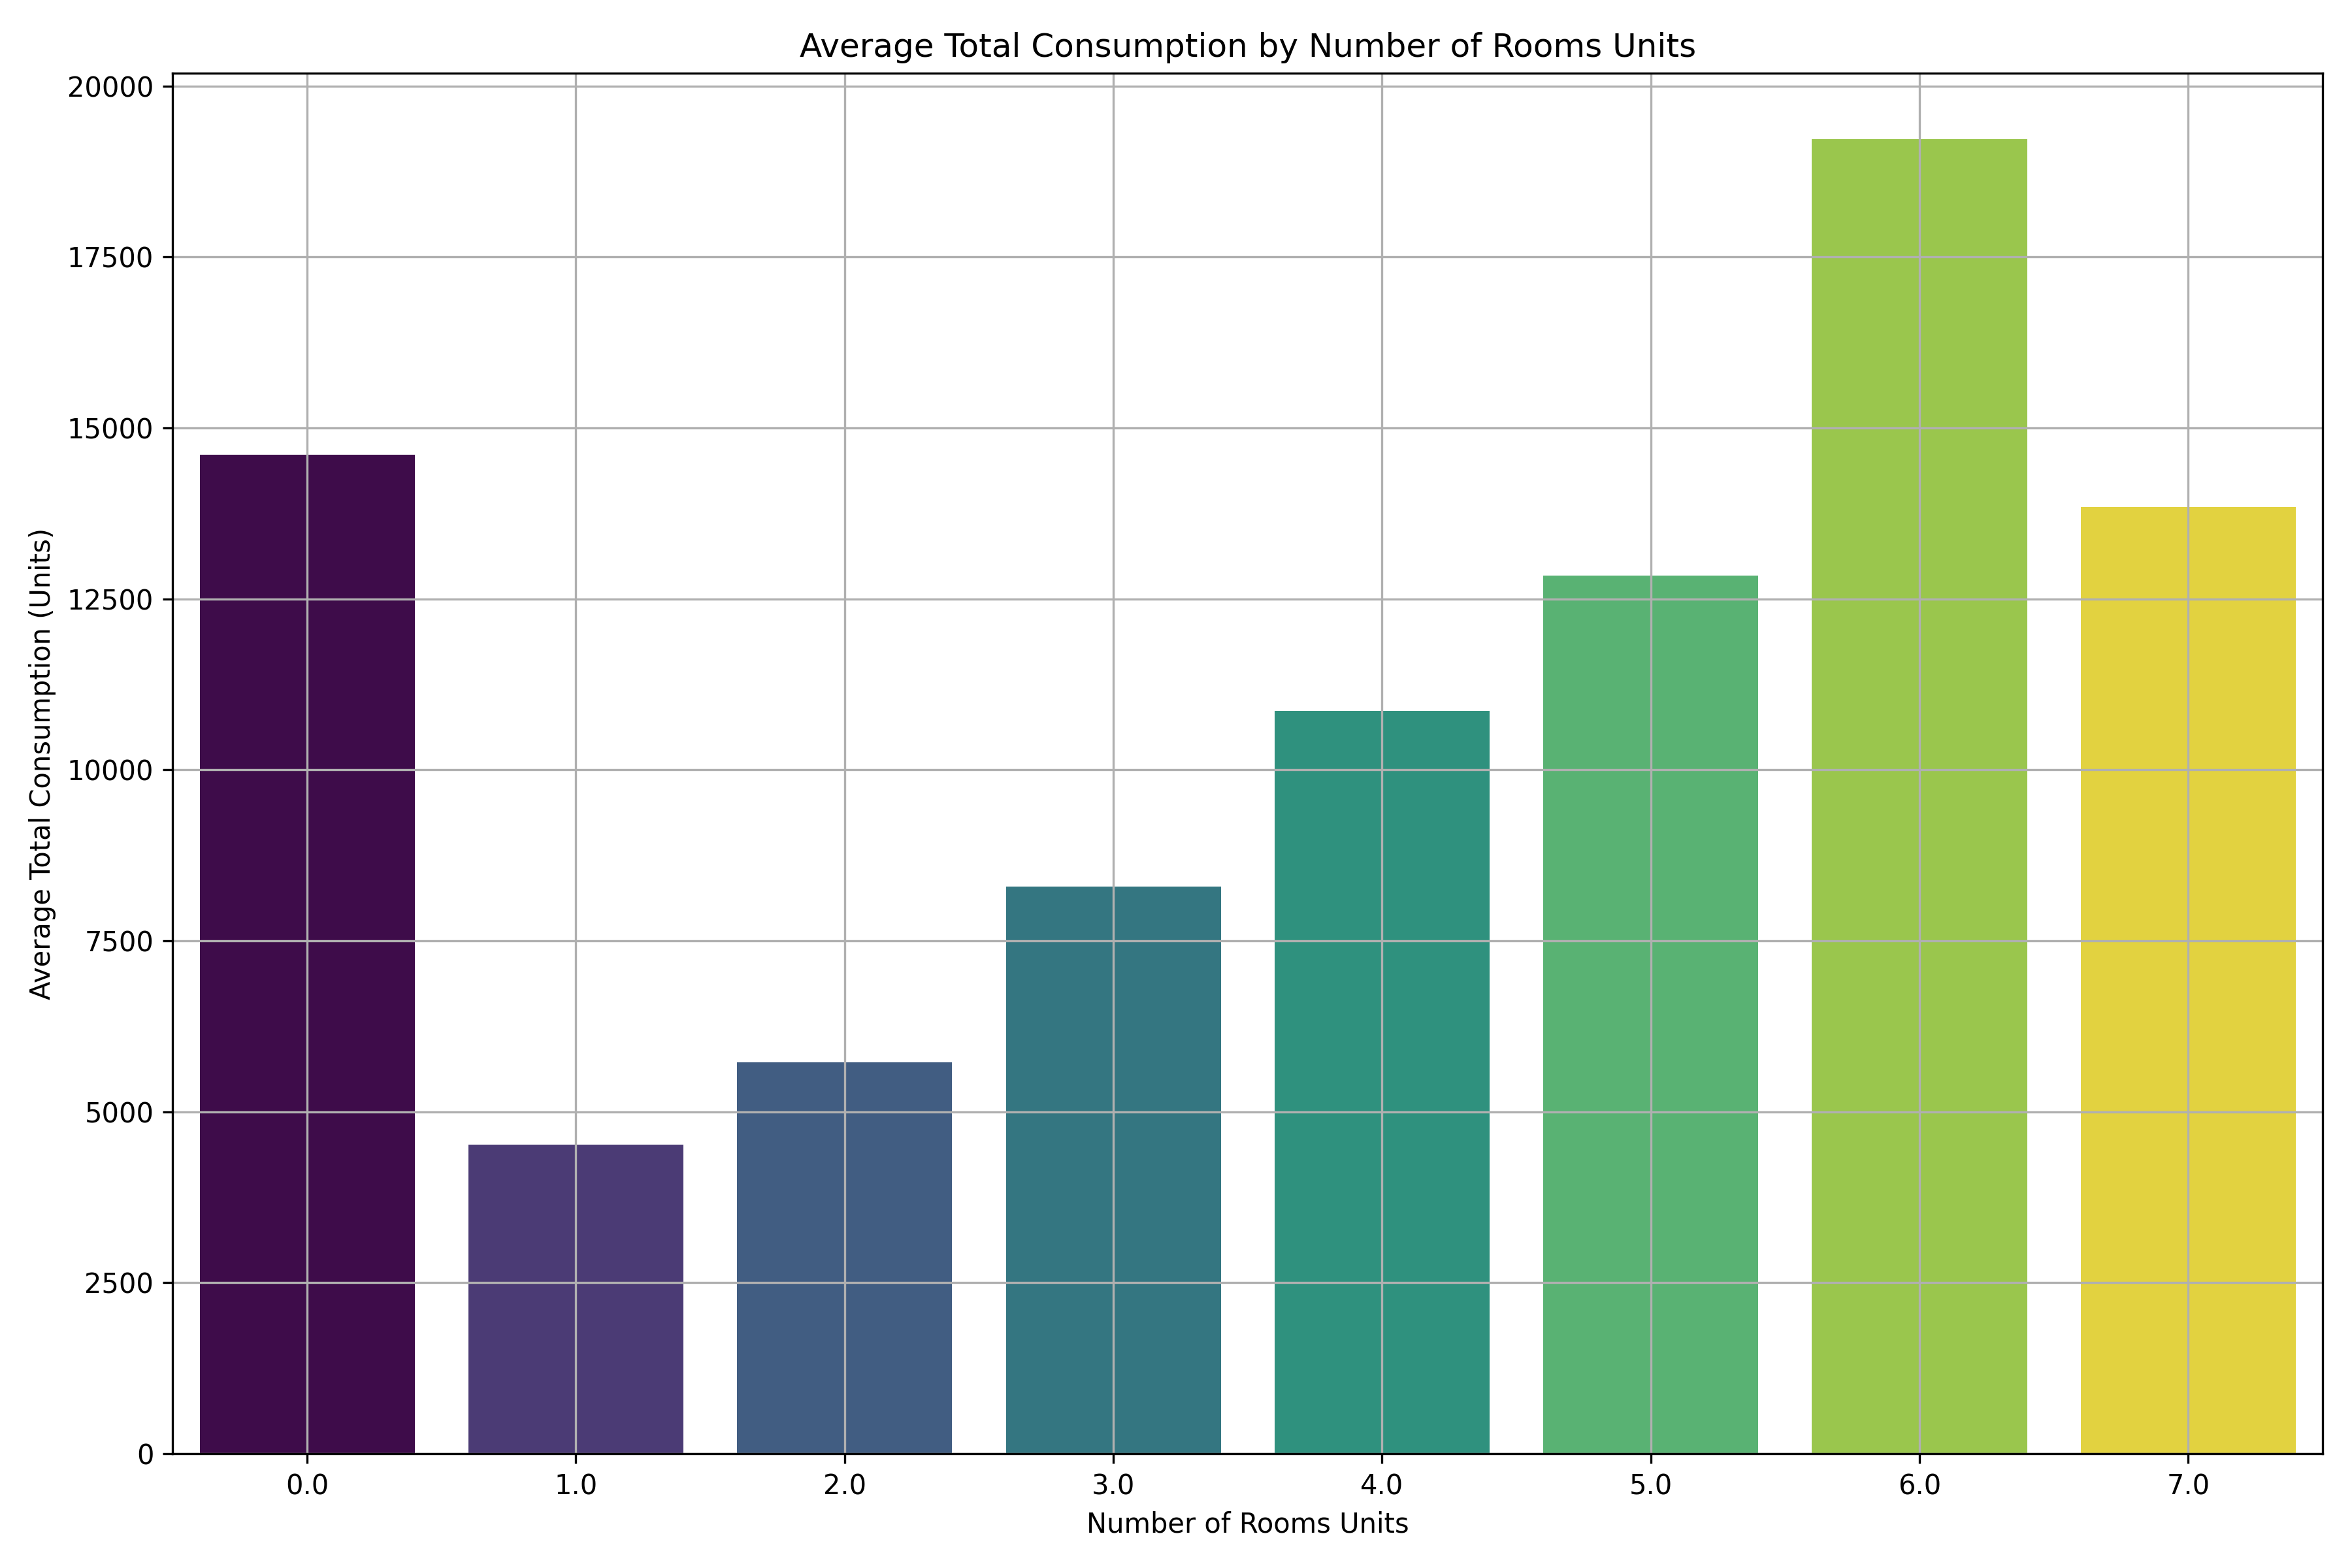 Average Total Consumption by Number of Rooms Units
Average Total Consumption (Units)
20000
17500
15000
12500
10000
7500
5000
2500
0
0.0 1.0 2.0 3.0 4.0 5.0 6.0 7.0
Number of Rooms Units